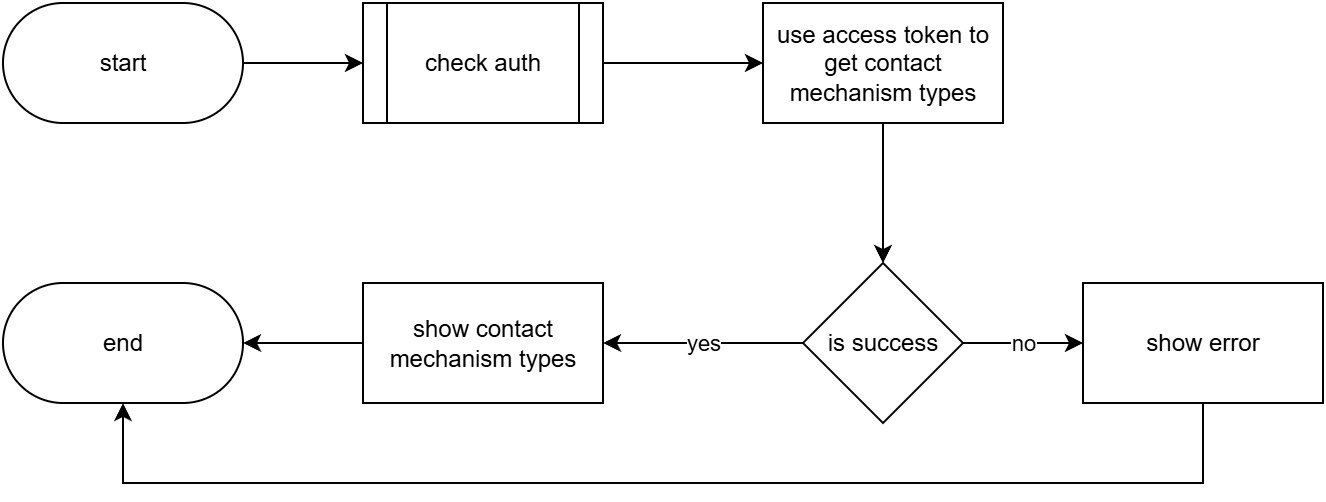 start
check auth
use access token to
get contact
mechanism types
end
show contact
mechanism types
yes
is success
no
show error